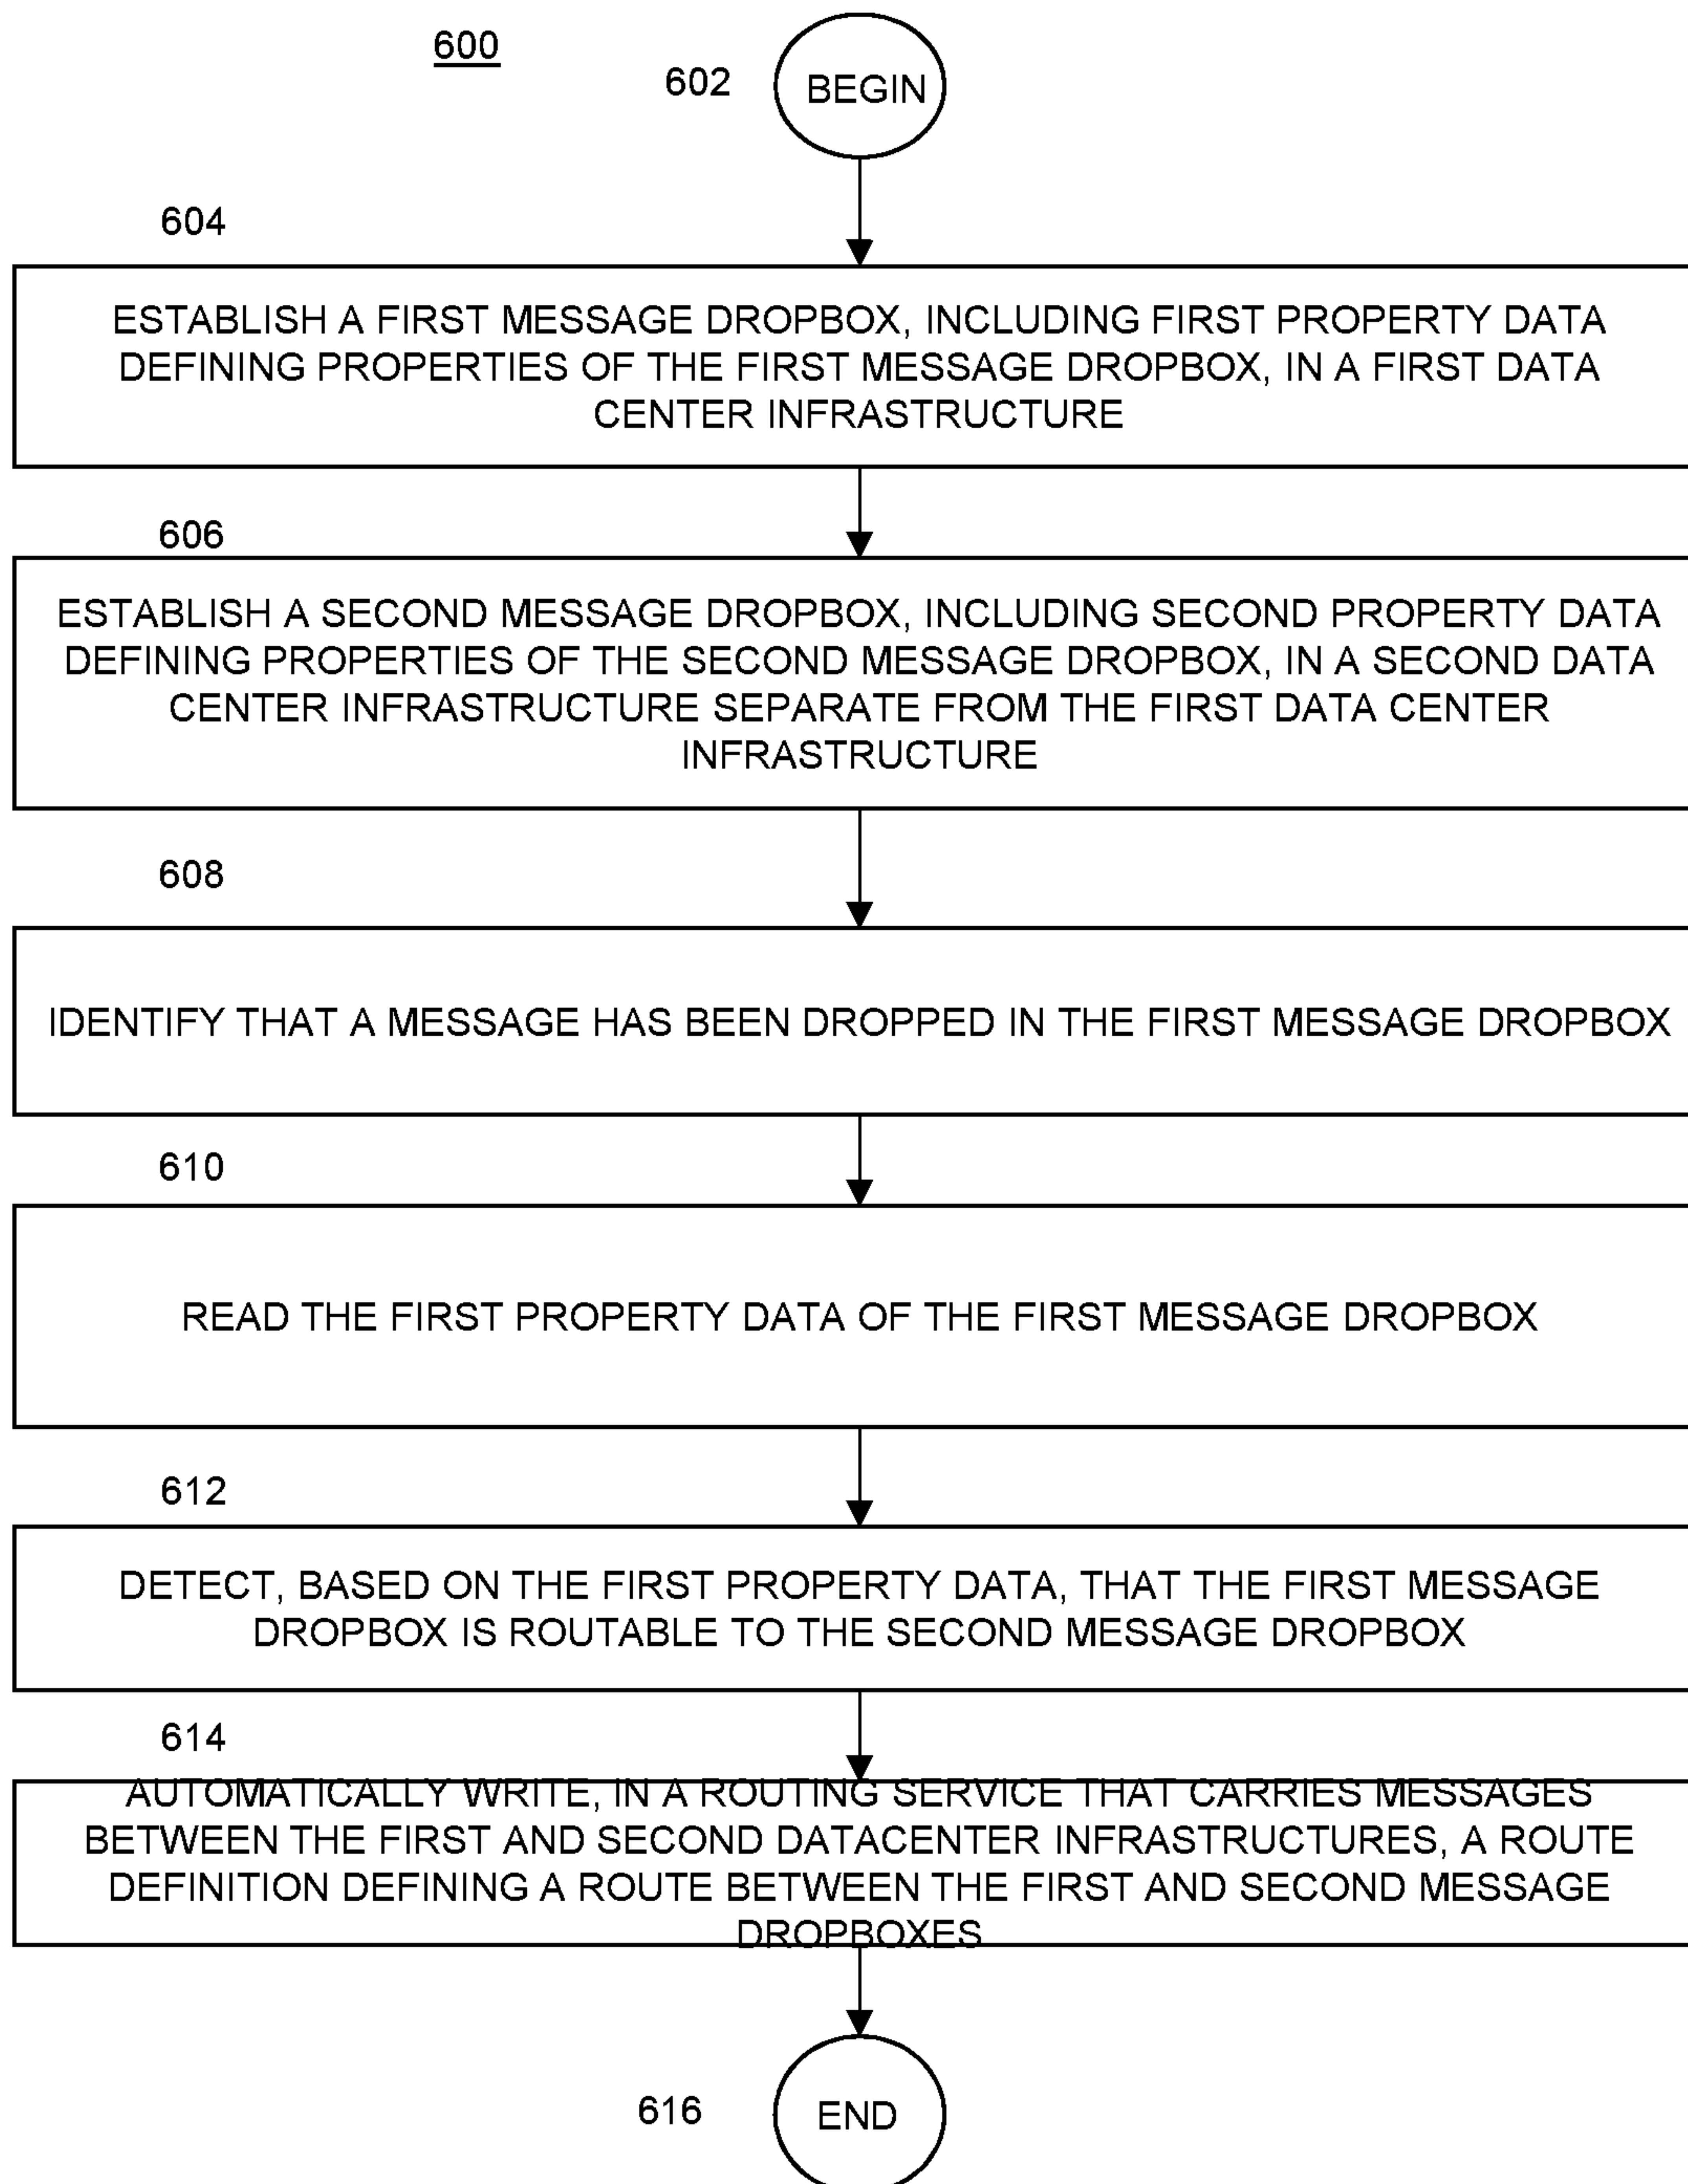 600
602
BEGIN
604
ESTABLISH A FIRST MESSAGE DROPBOX, INCLUDING FIRST PROPERTY DATA
DEFINING PROPERTIES OF THE FIRST MESSAGE DROPBOX, IN A FIRST DATA
CENTER INFRASTRUCTURE
606
ESTABLISH A SECOND MESSAGE DROPBOX, INCLUDING SECOND PROPERTY DATA
DEFINING PROPERTIES OF THE SECOND MESSAGE DROPBOX, IN A SECOND DATA
CENTER INFRASTRUCTURE SEPARATE FROM THE FIRST DATA CENTER
INFRASTRUCTURE
608
IDENTIFY THAT A MESSAGE HAS BEEN DROPPED IN THE FIRST MESSAGE DROPBOX
610
READ THE FIRST PROPERTY DATA OF THE FIRST MESSAGE DROPBOX
612
DETECT, BASED ON THE FIRST PROPERTY DATA, THAT THE FIRST MESSAGE
DROPBOX IS ROUTABLE TO THE SECOND MESSAGE DROPBOX
614
AUTOMATICALLY WRITE, IN A ROUTING SERVICE THAT CARRIES MESSAGES
BETWEEN THE FIRST AND SECOND DATACENTER INFRASTRUCTURES, A ROUTE
DEFINITION DEFINING A ROUTE BETWEEN THE FIRST AND SECOND MESSAGE
DROPBOXES
616
END